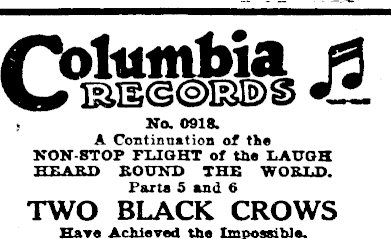 Columbia
RECORDS
No. 0918.
A Continuation of the
NON-STOP FLIGHT of the LAUGH
HEARD ROUND THE WORLD.
Parts 5 and 6
TWO BLACK CROWS
Have Achieved the Impossible.